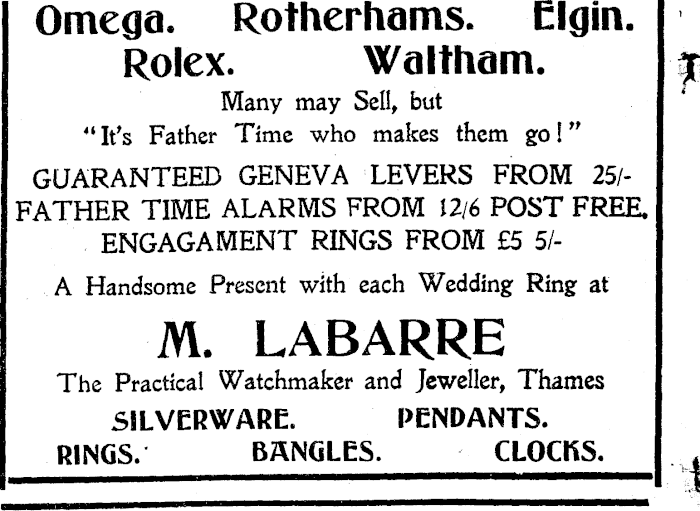 Omega. Rotherhams. Elgin.
Rolex. Waltham.
Many may Sell, but
"It's Father Time who makes them go!"
GUARANTEED GENEVA LEVERS FROM 25/-
FATHER TIME ALARMS FROM 12/6 POST FREE.
ENGAGAMENT RINGS FROM £5 5/-
A Handsome Present with each Wedding Ring at
M. LABARRE
The Practical Watchmaker and Jeweller, Thames
SILVERWARE. PENDANTS.
RINGS. BANGLES. CLOCKS.